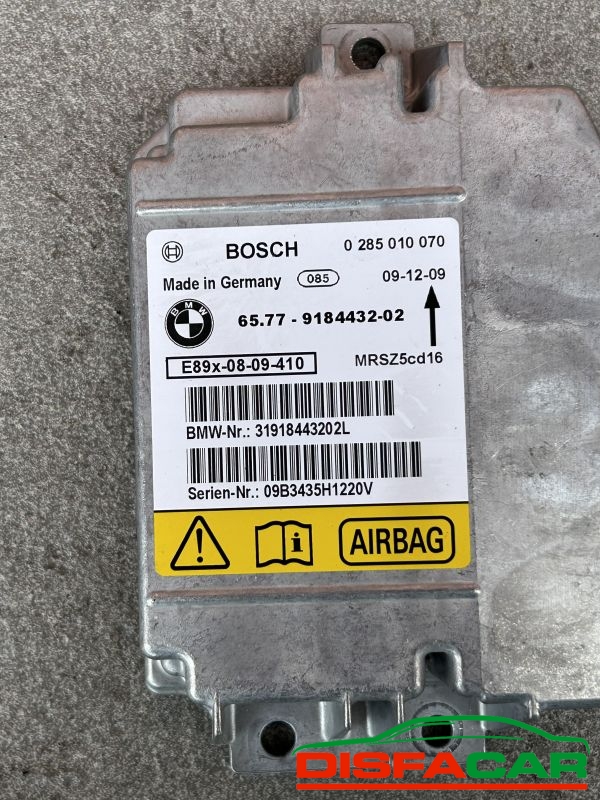 BOSCH 0 285 010 070
Made in Germany 085 09-12-09
BMW 65.77 - 9184432-02
E89x-08-09-410 MRSZ5cd16
BMW-Nr.: 31918443202L
Serien-Nr.: 09B3435H1220V
AIRBAG
DISFACAR